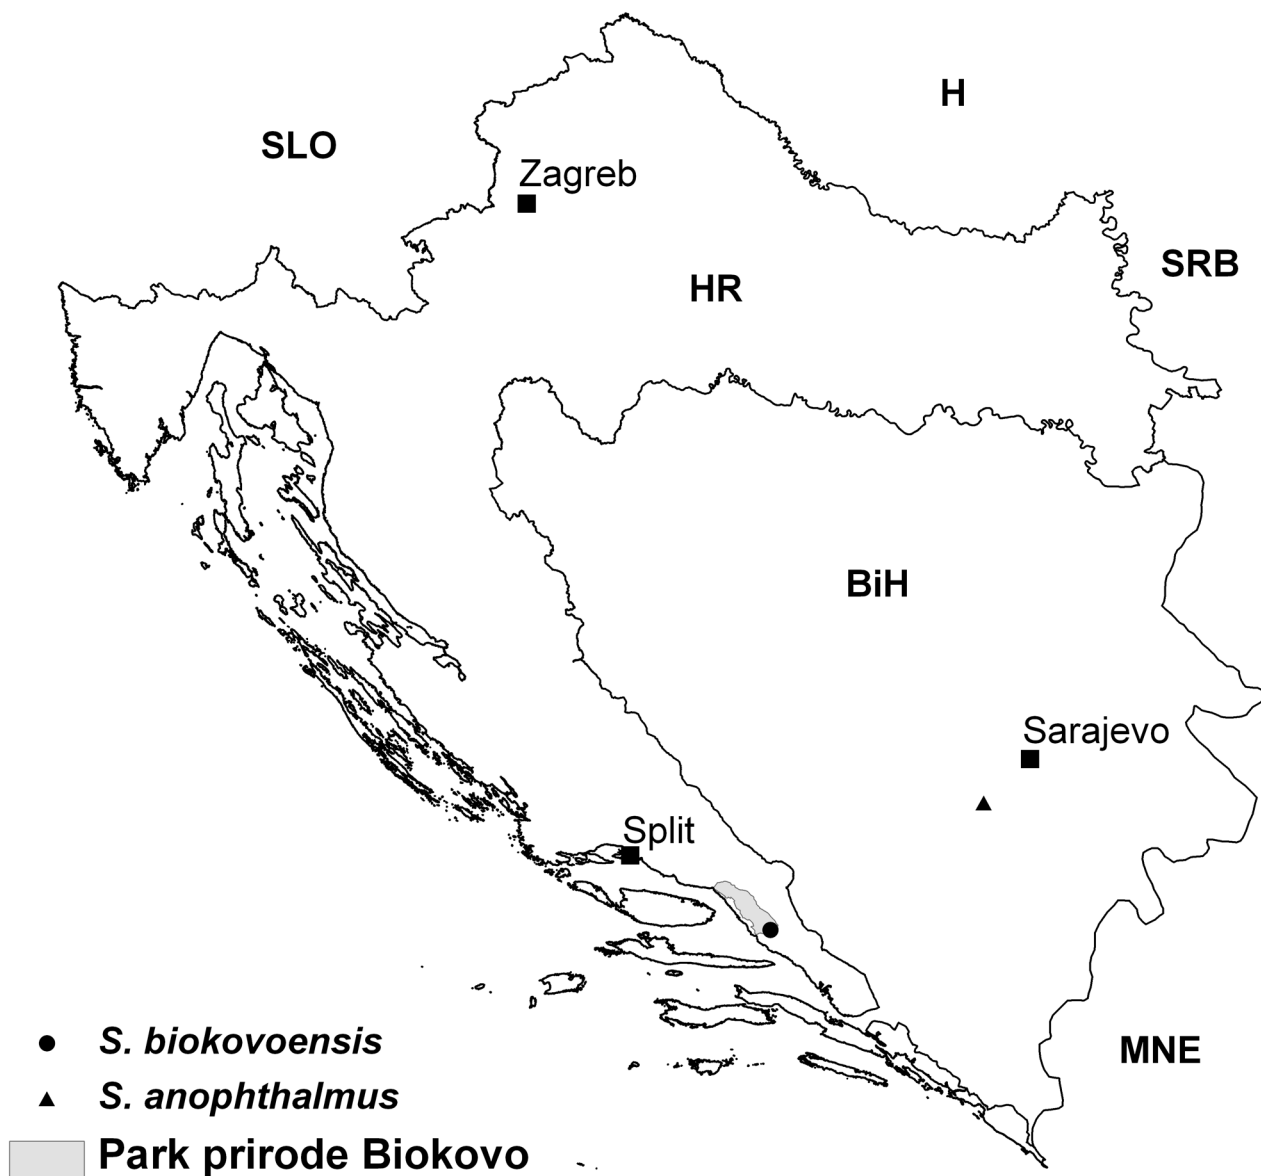 H
SLO
Zagreb
SRB
HR
BiH
Sarajevo
Split
S. biokovoensis
MNE
S. anophthalmus
Park prirode Biokovo